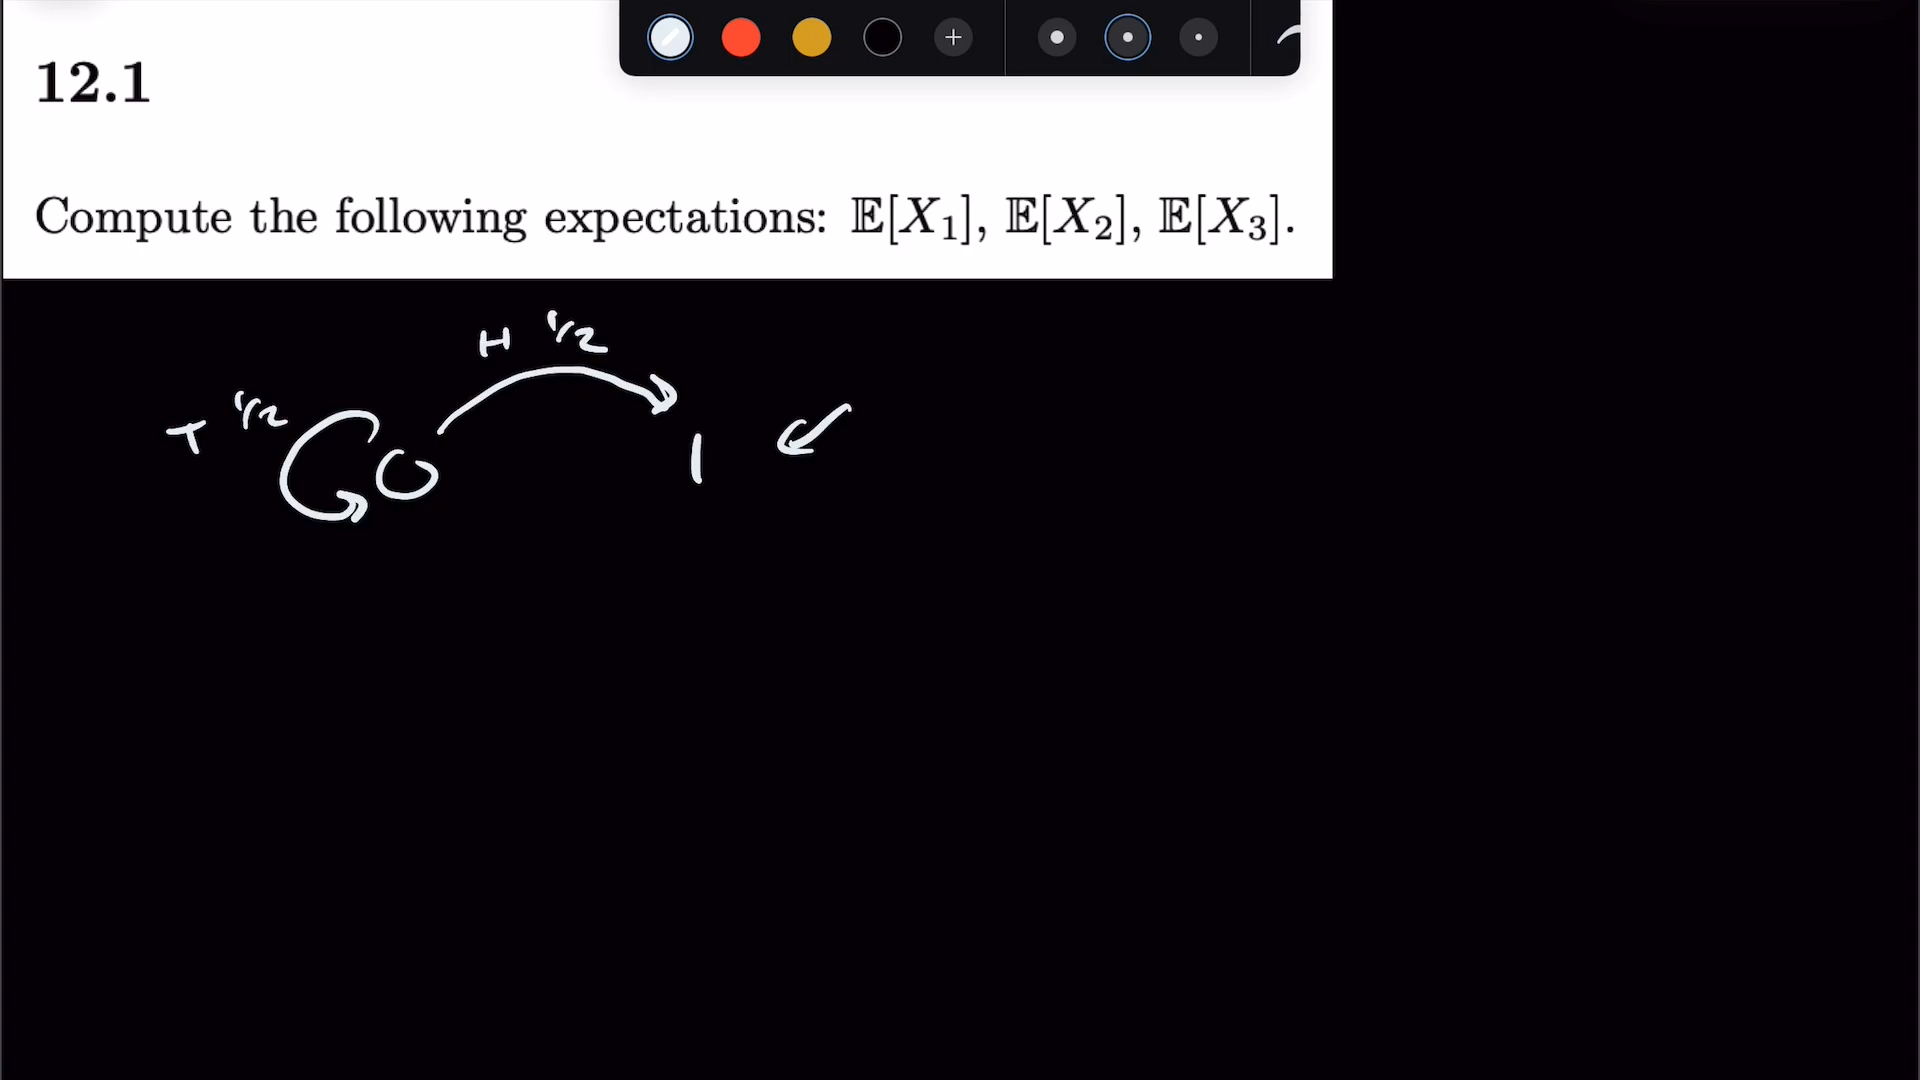 12.1
Compute the following expectations: 𝔼[X₁], 𝔼[X₂], 𝔼[X₃].
H 1/2
T 1/2
0 1